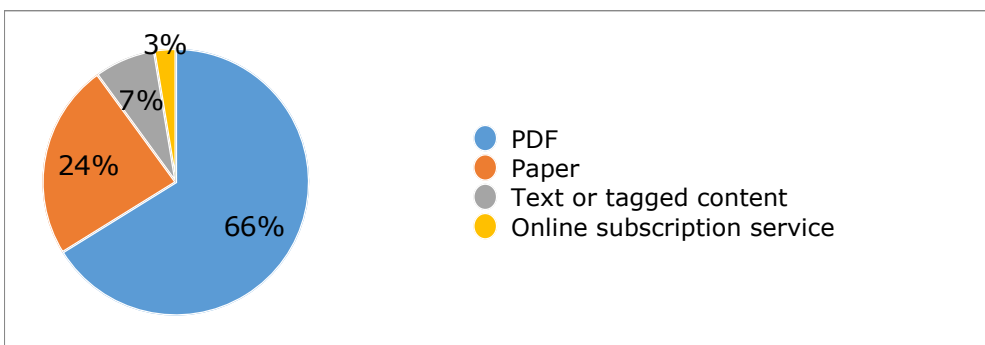 3%
7%
24%
66%
PDF
Paper
Text or tagged content
Online subscription service